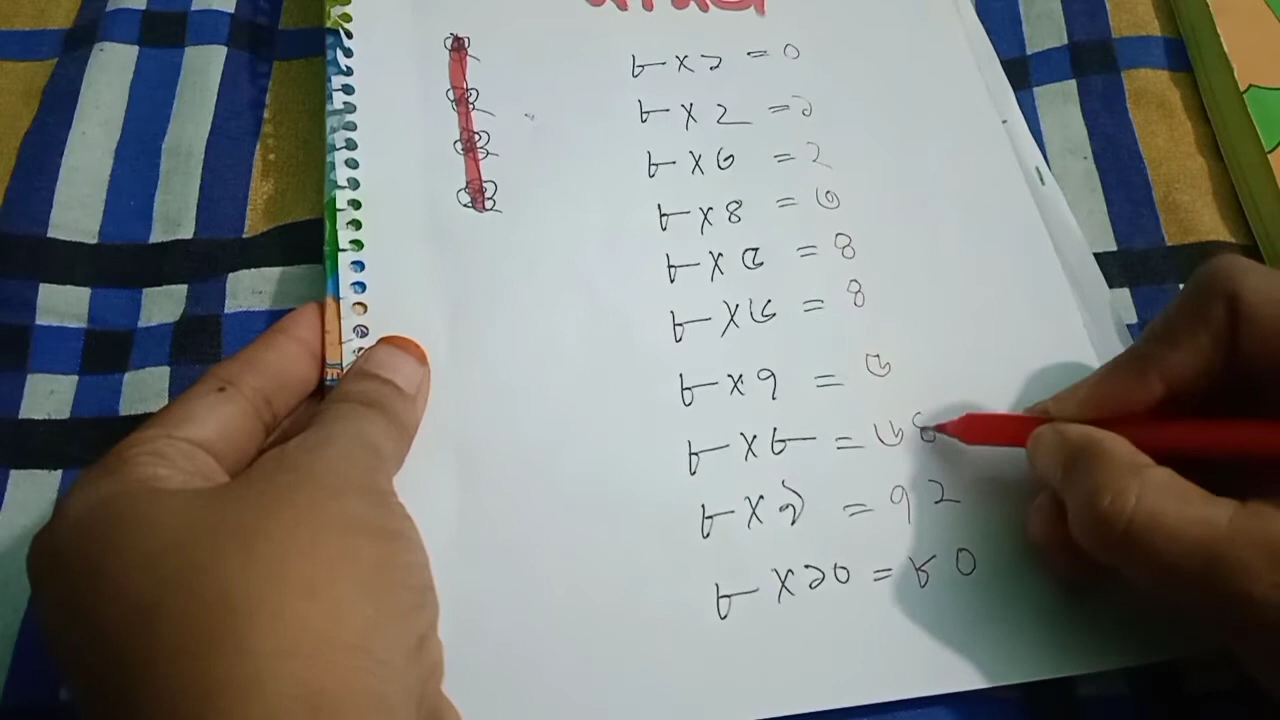 ৮×১ = ০
৮×২ = ১
৮×৩ = ২
৮×৪ = ৩
৮×৫ = ৪
৮×৬ = ৪
৮×৭ = ৫
৮×৮ = ৬৪
৮×৯ = ৭২
৮×১০ = ৮০